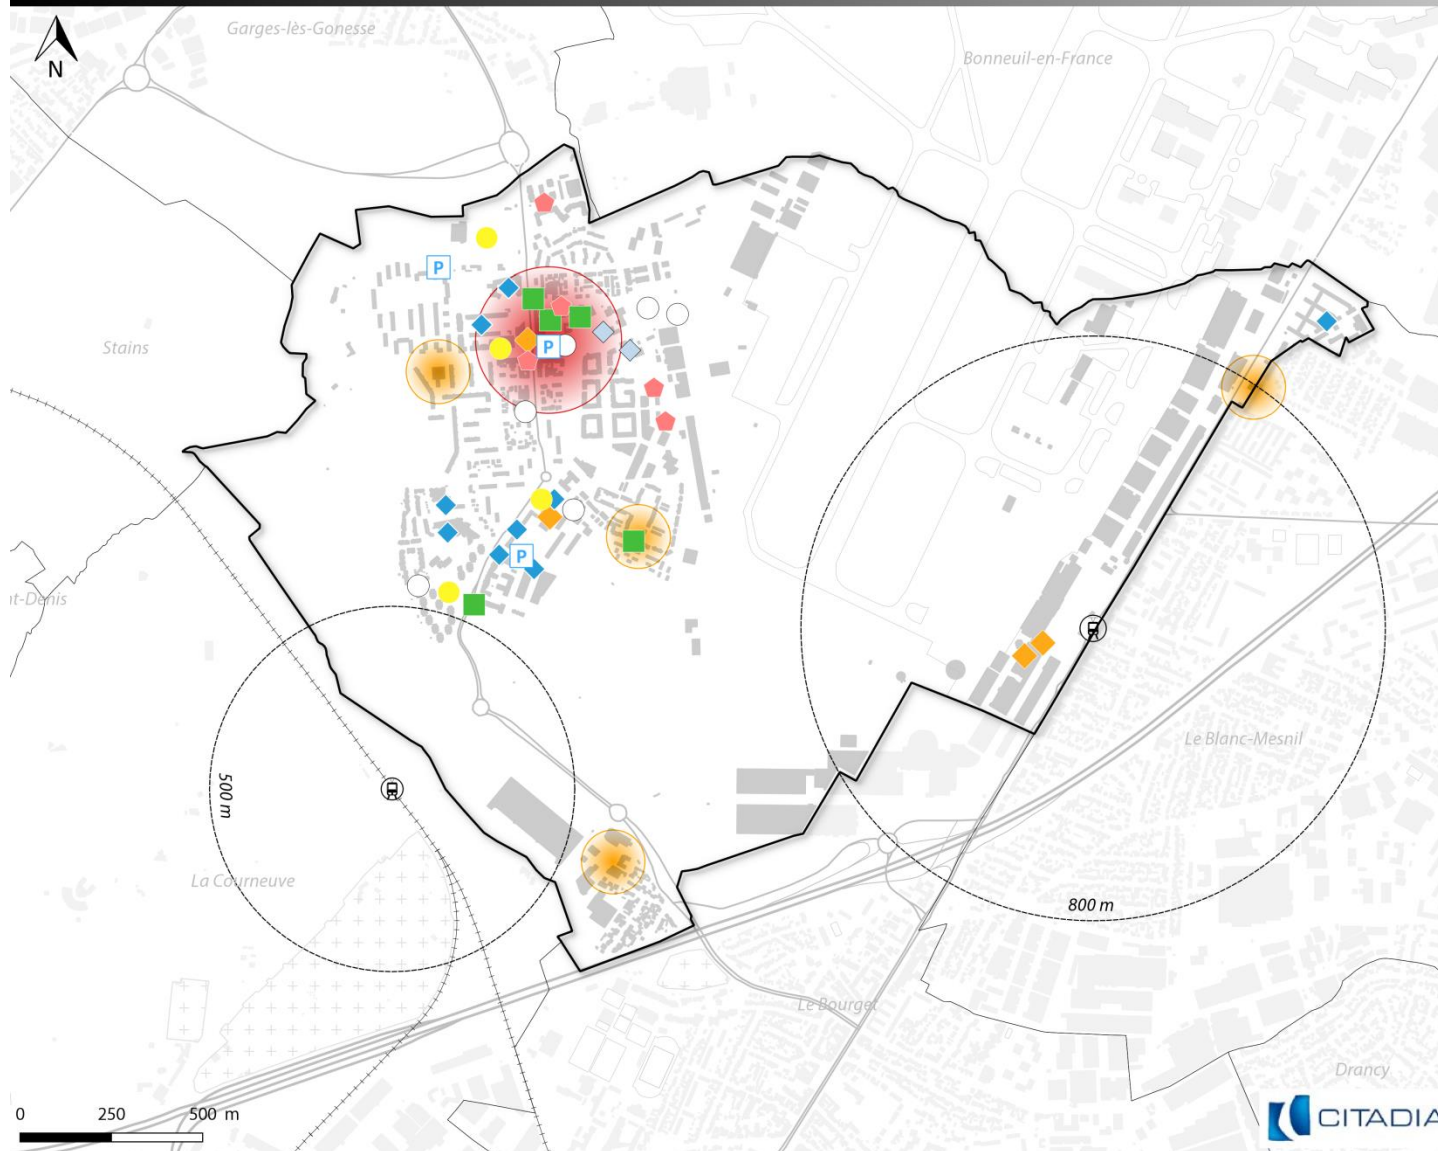 Garges-lès-Gonesse
Bonneuil-en-France
N
P
Stains
P
P
nt-Denis
500 m
Le Blanc-Mesnil
La Courneuve
800 m
Le Bourget
Drancy
0 250 500 m
CITADIA